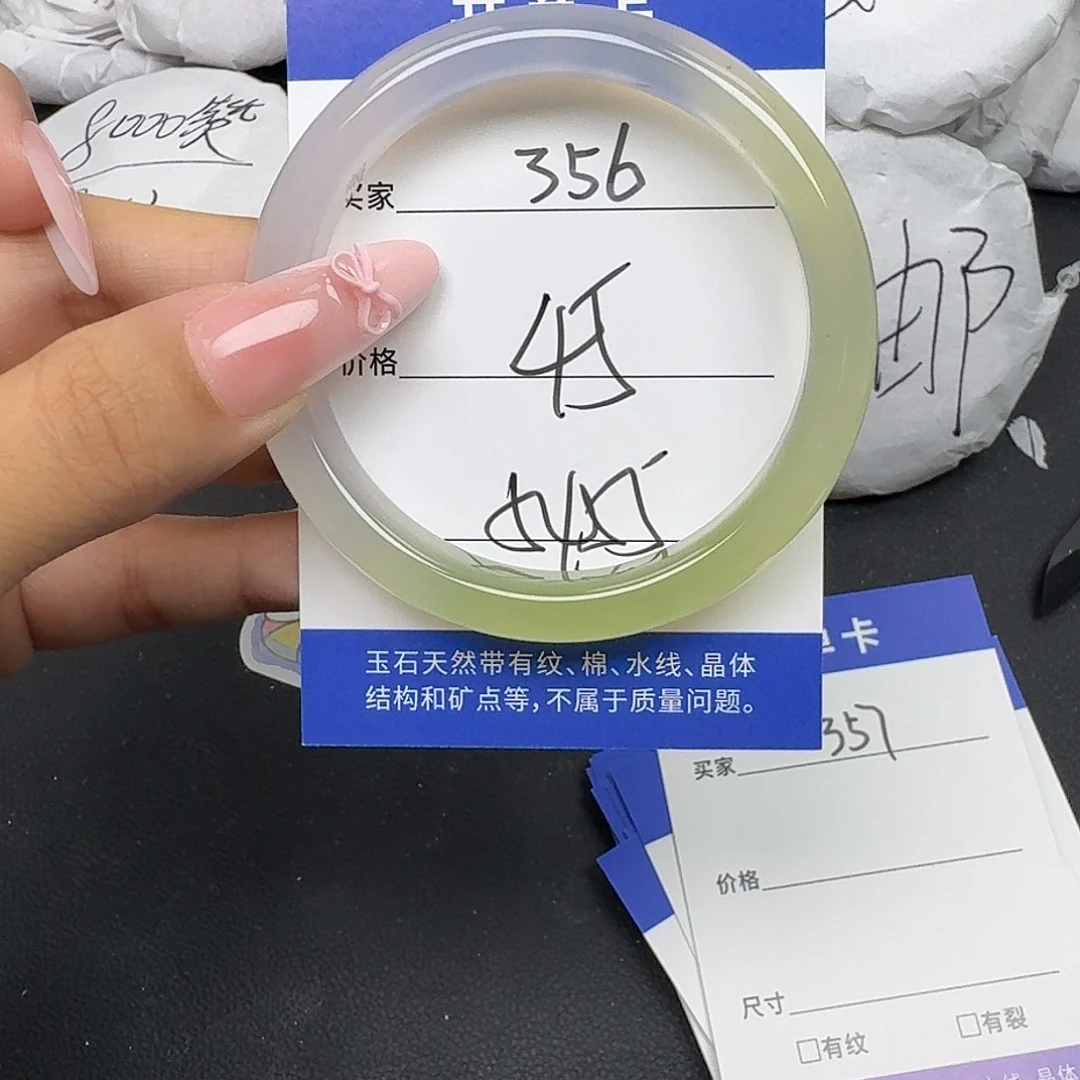 8000赞
买家 356
邮
价格 45
玉石天然带有纹、棉、水线、晶体
结构和矿点等，不属于质量问题。
单卡
买家 357
价格
尺寸
□有纹 □有裂